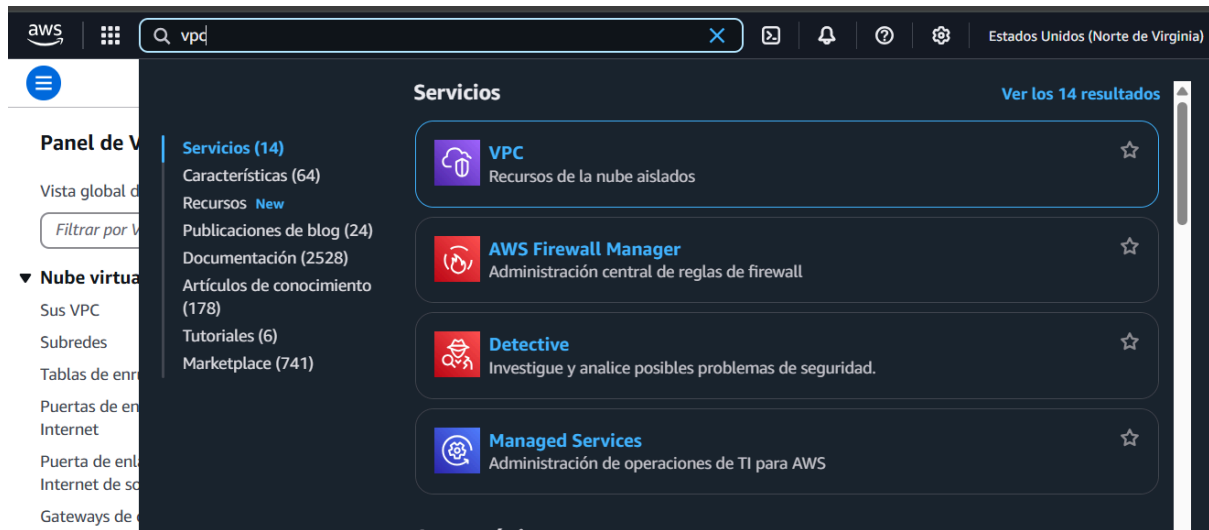 aws
vpc
Estados Unidos (Norte de Virginia)
Panel de V
Vista global d
Filtrar por V
Nube virtua
Sus VPC
Subredes
Tablas de enr
Puertas de en
Internet
Puerta de enl
Internet de so
Gateways de
Servicios (14)
Características (64)
Recursos New
Publicaciones de blog (24)
Documentación (2528)
Artículos de conocimiento
(178)
Tutoriales (6)
Marketplace (741)
Servicios
Ver los 14 resultados
VPC
Recursos de la nube aislados
AWS Firewall Manager
Administración central de reglas de firewall
Detective
Investigue y analice posibles problemas de seguridad.
Managed Services
Administración de operaciones de TI para AWS